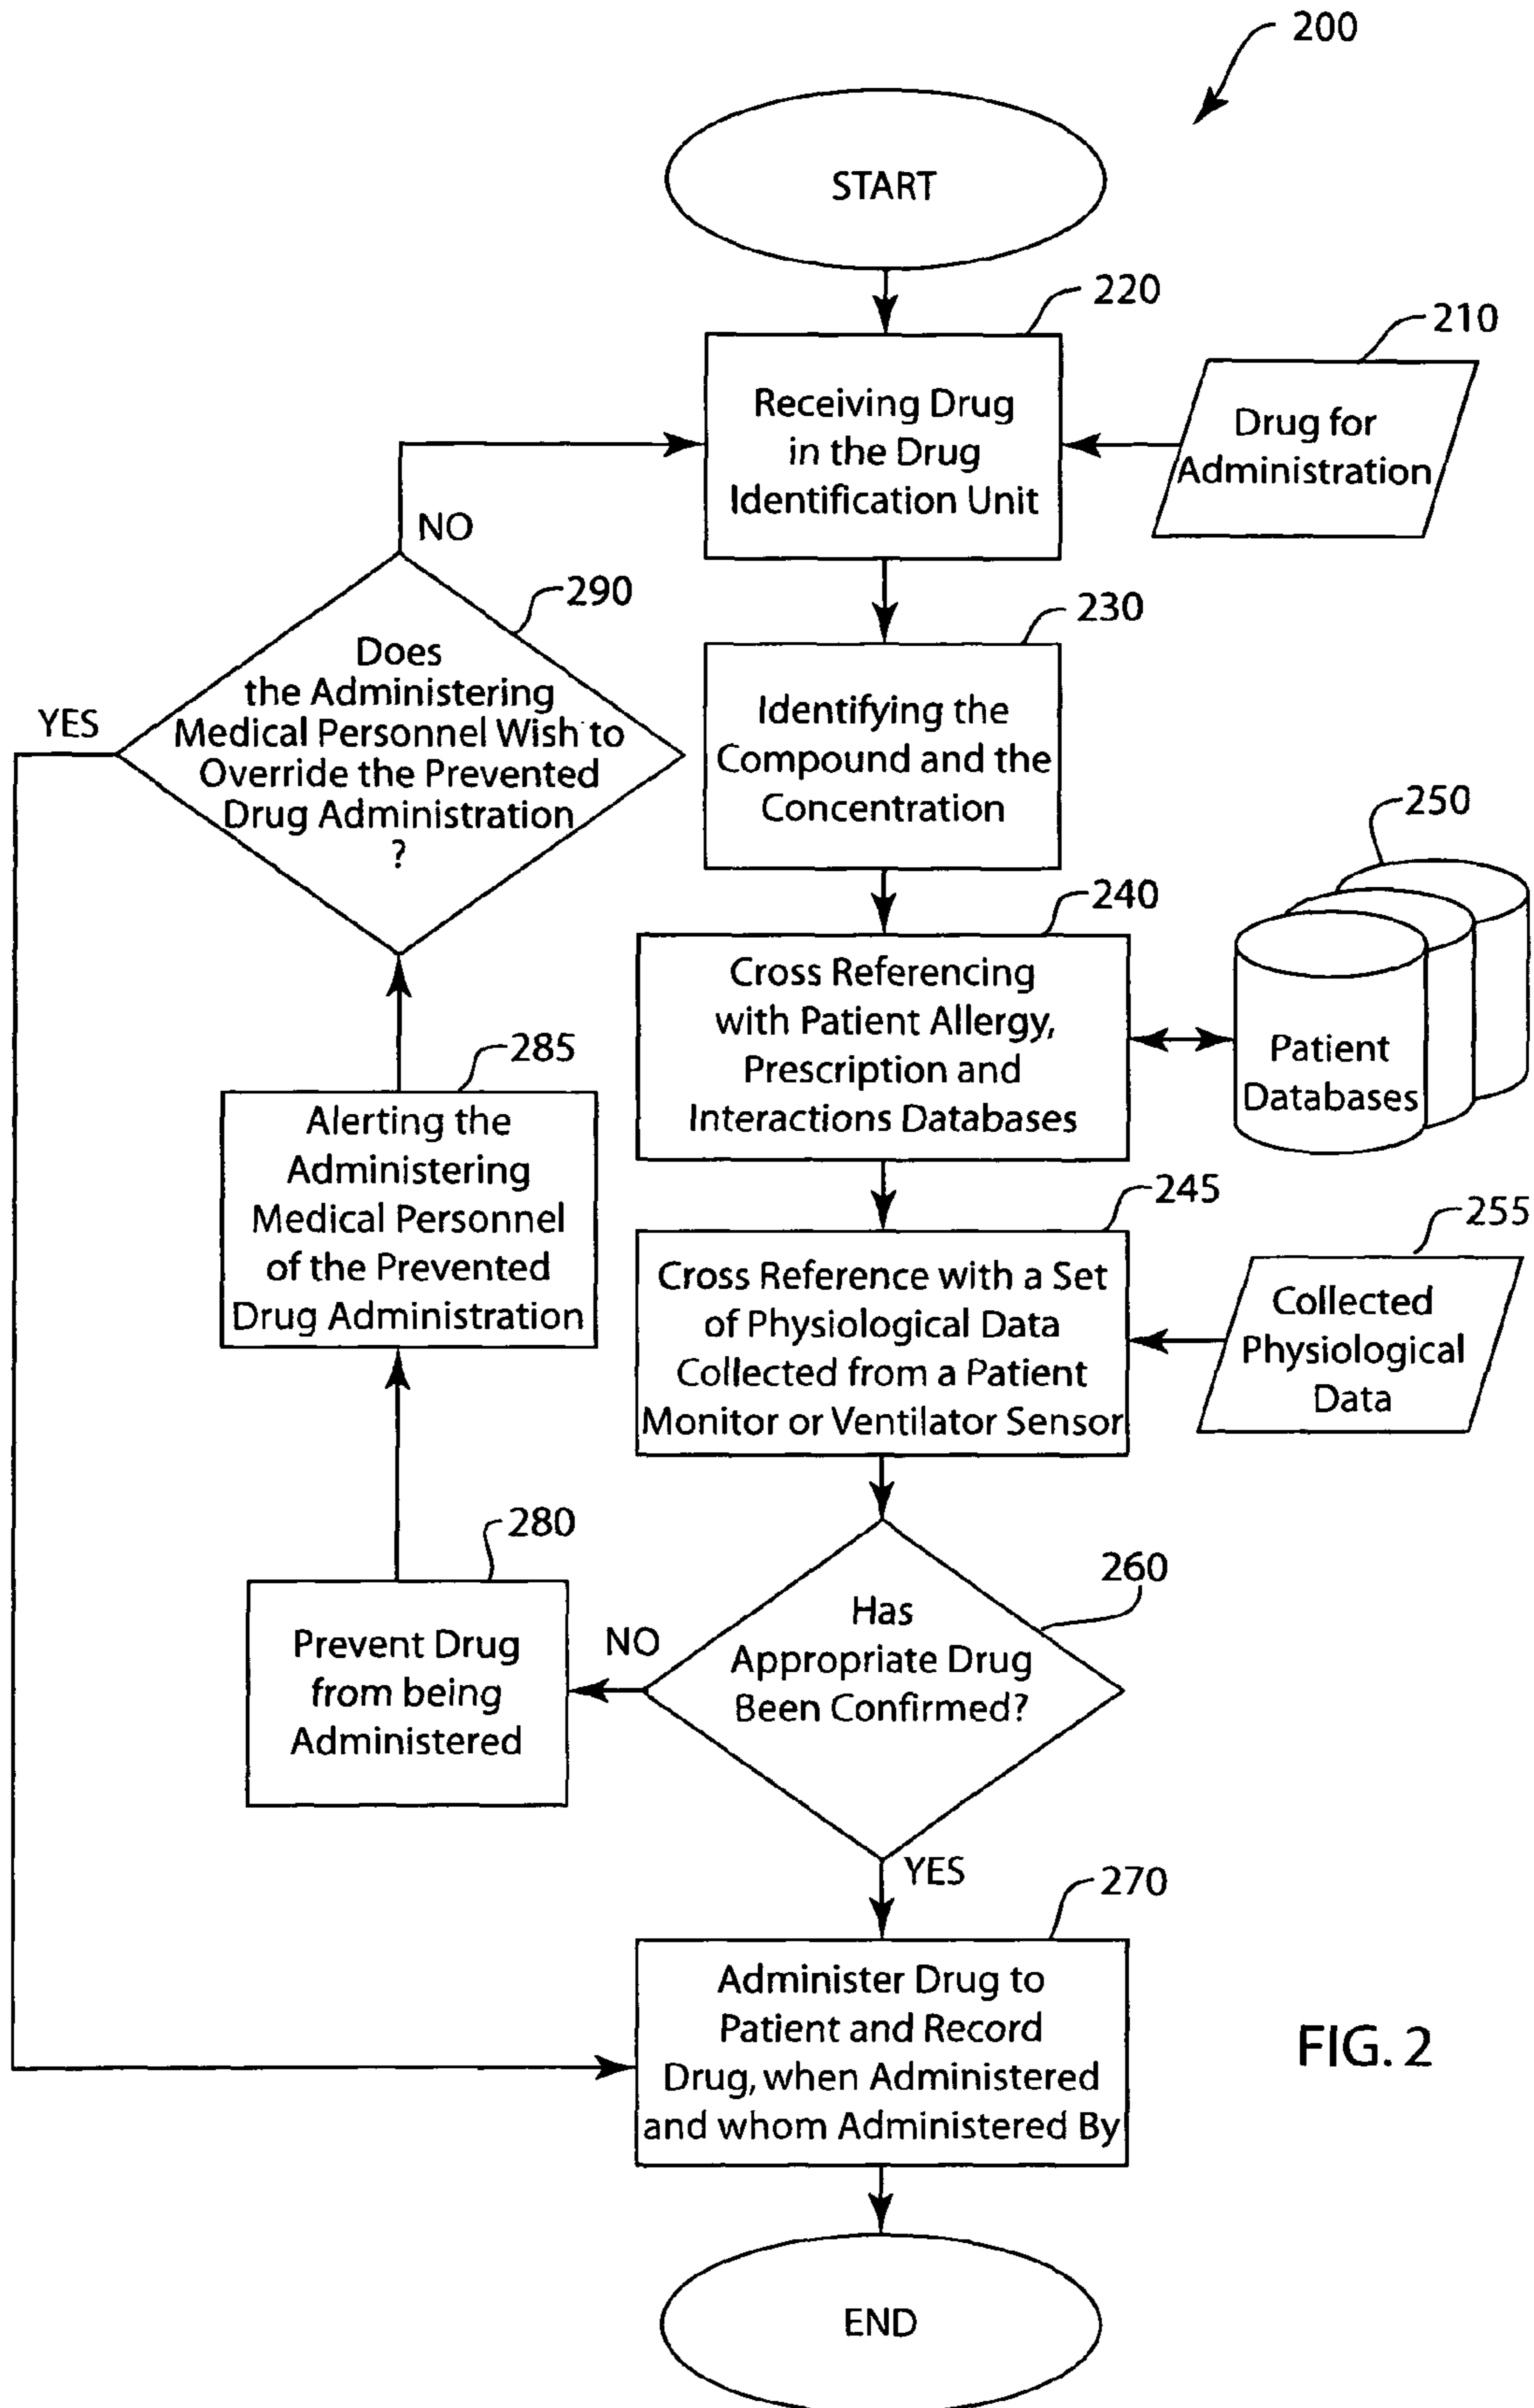 200
START
220
210
Receiving Drug
in the Drug
Identification Unit
Drug for
Administration
NO
290
230
Does
the Administering
Medical Personnel Wish to
Override the Prevented
Drug Administration
?
YES
Identifying the
Compound and the
Concentration
250
240
Cross Referencing
with Patient Allergy,
Prescription and
Interactions Databases
Patient
Databases
285
Alerting the
Administering
Medical Personnel
of the Prevented
Drug Administration
245
255
Cross Reference with a Set
of Physiological Data
Collected from a Patient
Monitor or Ventilator Sensor
Collected
Physiological
Data
280
260
Prevent Drug
from being
Administered
NO
Has
Appropriate Drug
Been Confirmed?
YES
270
Administer Drug to
Patient and Record
Drug, when Administered
and whom Administered By
FIG. 2
END